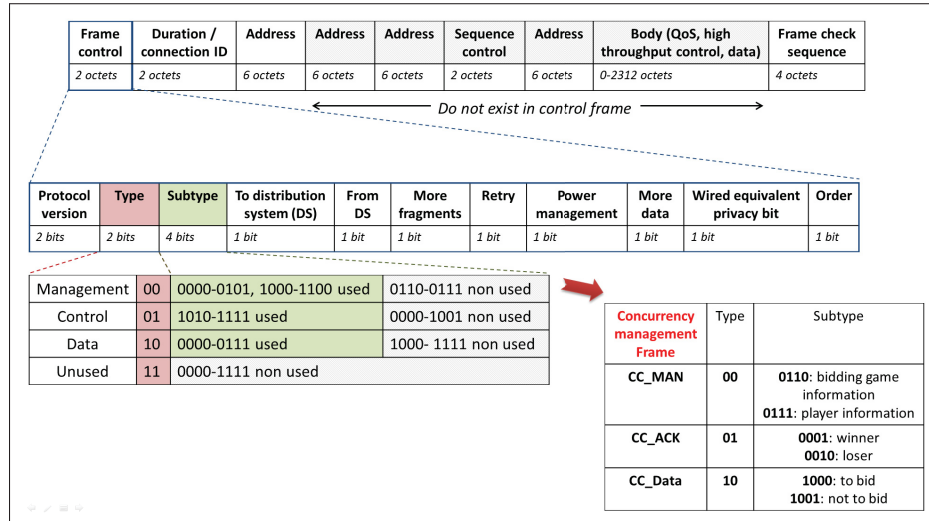 Frame control
Duration / connection ID
Address
Address
Address
Sequence control
Address
Body (QoS, high throughput control, data)
Frame check sequence
2 octets
2 octets
6 octets
6 octets
6 octets
2 octets
6 octets
0-2312 octets
4 octets
Do not exist in control frame
Protocol version
Type
Subtype
To distribution system (DS)
From DS
More fragments
Retry
Power management
More data
Wired equivalent privacy bit
Order
2 bits
2 bits
4 bits
1 bit
1 bit
1 bit
1 bit
1 bit
1 bit
1 bit
1 bit
Management 00 0000-0101, 1000-1100 used 0110-0111 non used
Control 01 1010-1111 used 0000-1001 non used
Data 10 0000-0111 used 1000- 1111 non used
Unused 11 0000-1111 non used
Concurrency management Frame
Type
Subtype
CC_MAN 00 0110: bidding game
information
0111: player information
CC_ACK 01 0001: winner
0010: loser
CC_Data 10 1000: to bid
1001: not to bid